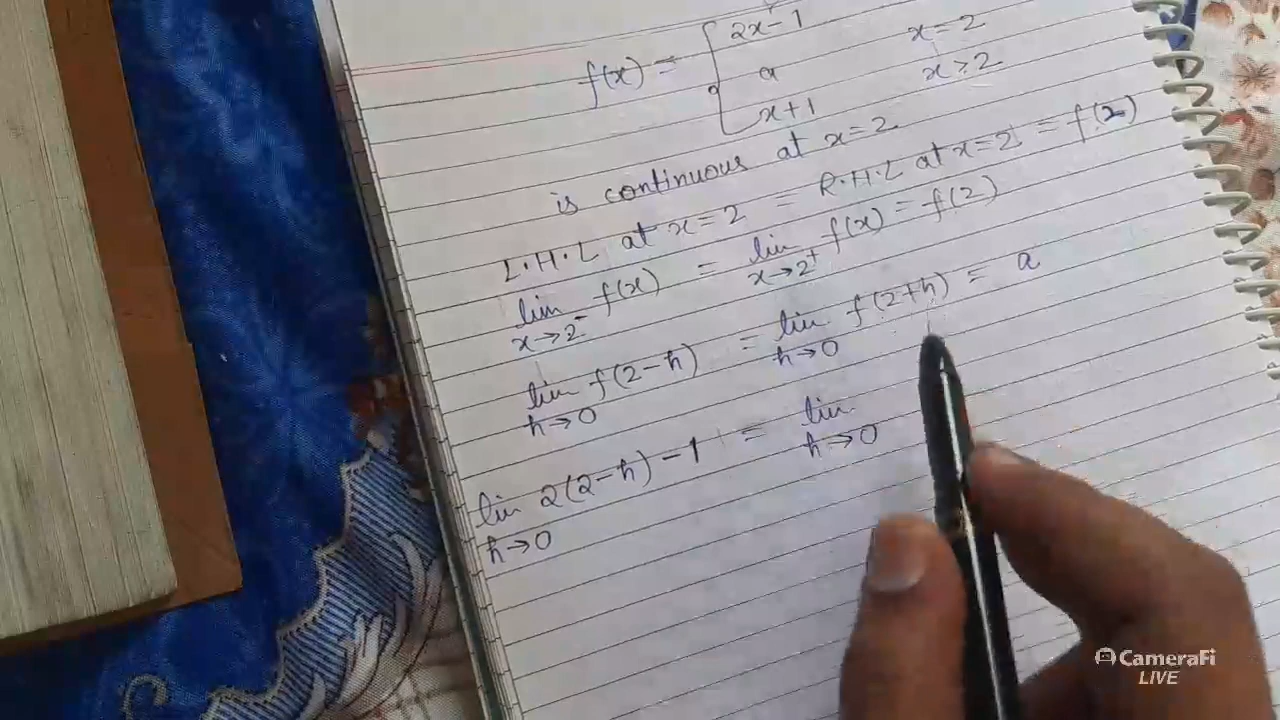 f(x) = { 2x-1
a x=2
x+1 x>2
is continuous at x=2
L.H.L at x=2 = R.H.L at x=2 = f(2)
lim x→2⁻ f(x) = lim x→2⁺ f(x) = f(2)
lim h→0 f(2-h) = lim h→0 f(2+h) = a
lim h→0 2(2-h)-1 = lim h→0
CameraFi
LIVE